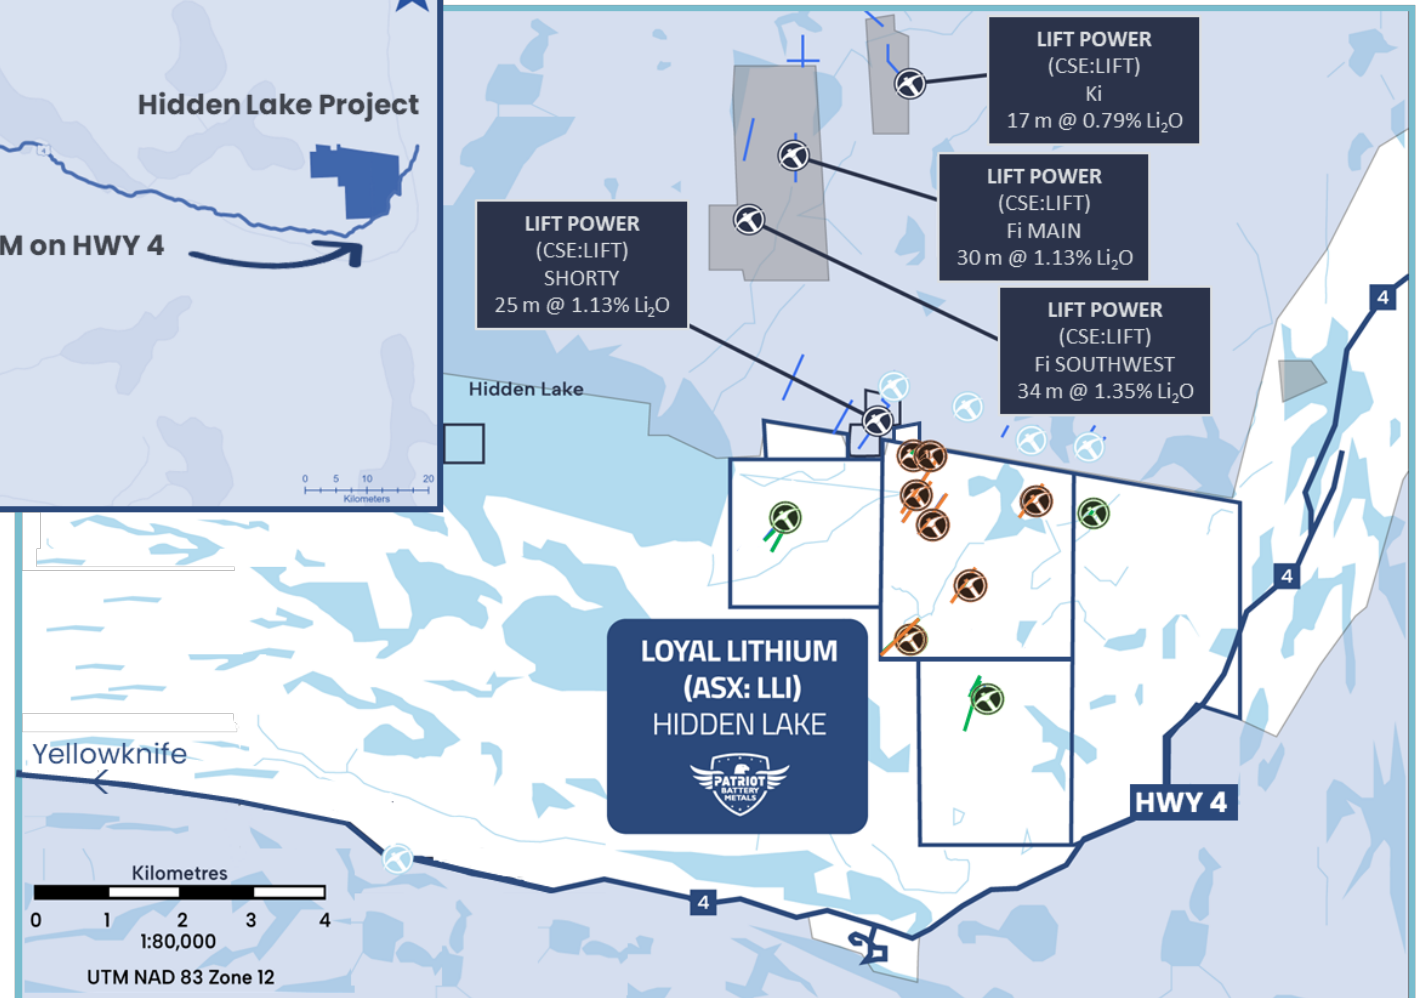 Hidden Lake Project
4
M on HWY 4
0 5 10 20
Kilometers
LIFT POWER
(CSE:LIFT)
Ki
17 m @ 0.79% Li₂O
LIFT POWER
(CSE:LIFT)
Fi MAIN
30 m @ 1.13% Li₂O
LIFT POWER
(CSE:LIFT)
SHORTY
25 m @ 1.13% Li₂O
LIFT POWER
(CSE:LIFT)
Fi SOUTHWEST
34 m @ 1.35% Li₂O
4
Hidden Lake
4
LOYAL LITHIUM
(ASX: LLI)
HIDDEN LAKE
PATRIOT
BATTERY
METALS
Yellowknife
HWY 4
4
Kilometres
0 1 2 3 4
1:80,000
UTM NAD 83 Zone 12